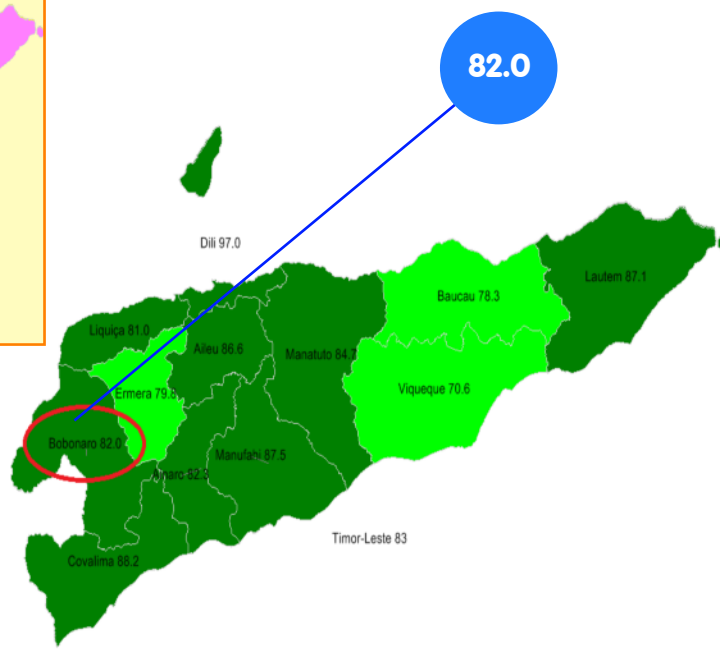 82.0
Dili 97.0
Lautem 87.1
Baucau 78.3
Liquiça 81.0
Aileu 86.6
Manatuto 84.7
Ermera 79.8
Viqueque 70.6
Bobonaro 82.0
Manufahi 87.5
Ainaro 82.3
Timor-Leste 83
Covalima 88.2